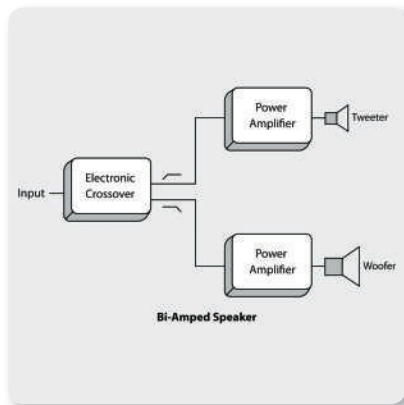 Power
Amplifier
Tweeter
Electronic
Crossover
Input
Power
Amplifier
Woofer
Bi-Amped Speaker